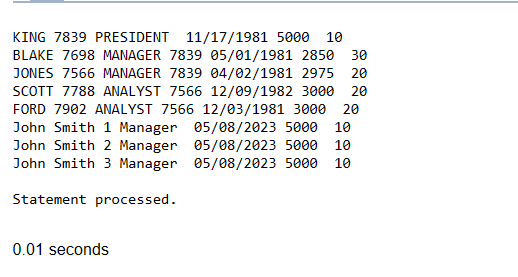 KING 7839 PRESIDENT  11/17/1981 5000  10
BLAKE 7698 MANAGER 7839 05/01/1981 2850  30
JONES 7566 MANAGER 7839 04/02/1981 2975  20
SCOTT 7788 ANALYST 7566 12/09/1982 3000  20
FORD 7902 ANALYST 7566 12/03/1981 3000  20
John Smith 1 Manager  05/08/2023 5000  10
John Smith 2 Manager  05/08/2023 5000  10
John Smith 3 Manager  05/08/2023 5000  10
Statement processed.
0.01 seconds